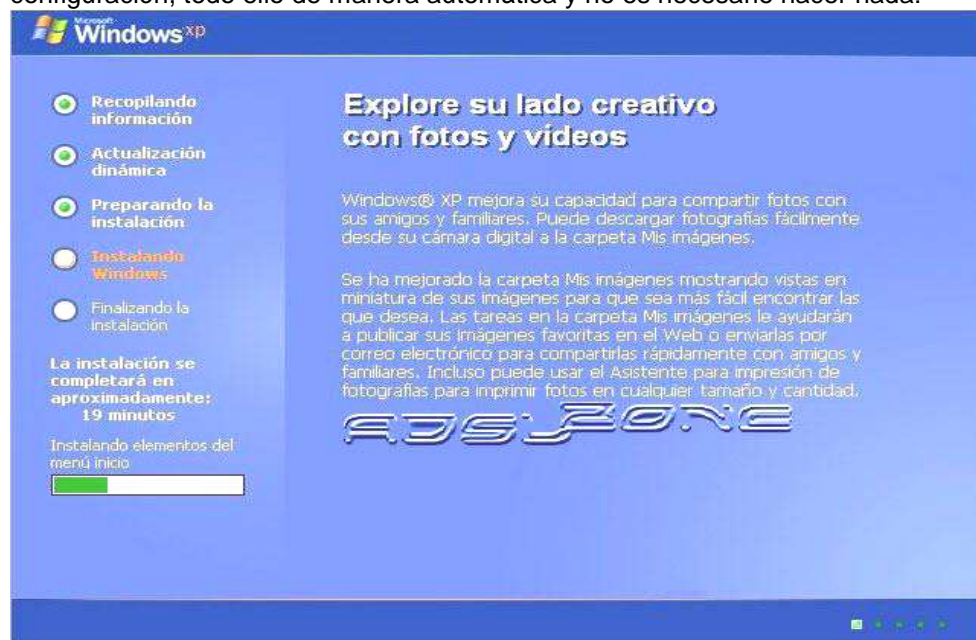 configuración, todo ello de manera automática y no es necesario hacer nada.
Microsoft
Windows xp
Recopilando
información
Actualización
dinámica
Preparando la
instalación
Instalando
Windows
Finalizando la
instalación
La instalación se
completará en
aproximadamente:
19 minutos
Instalando elementos del
menú inicio
Explore su lado creativo
con fotos y vídeos
Windows® XP mejora su capacidad para compartir fotos con
sus amigos y familiares. Puede descargar fotografías fácilmente
desde su cámara digital a la carpeta Mis imágenes.
Se ha mejorado la carpeta Mis imágenes mostrando vistas en
miniatura de sus imágenes para que sea más fácil encontrar las
que desea. Las tareas en la carpeta Mis imágenes le ayudarán
a publicar sus imágenes favoritas en el Web o enviarlas por
correo electrónico para compartirlas rápidamente con amigos y
familiares. Incluso puede usar el Asistente para impresión de
fotografías para imprimir fotos en cualquier tamaño y cantidad.
ADSLZONE